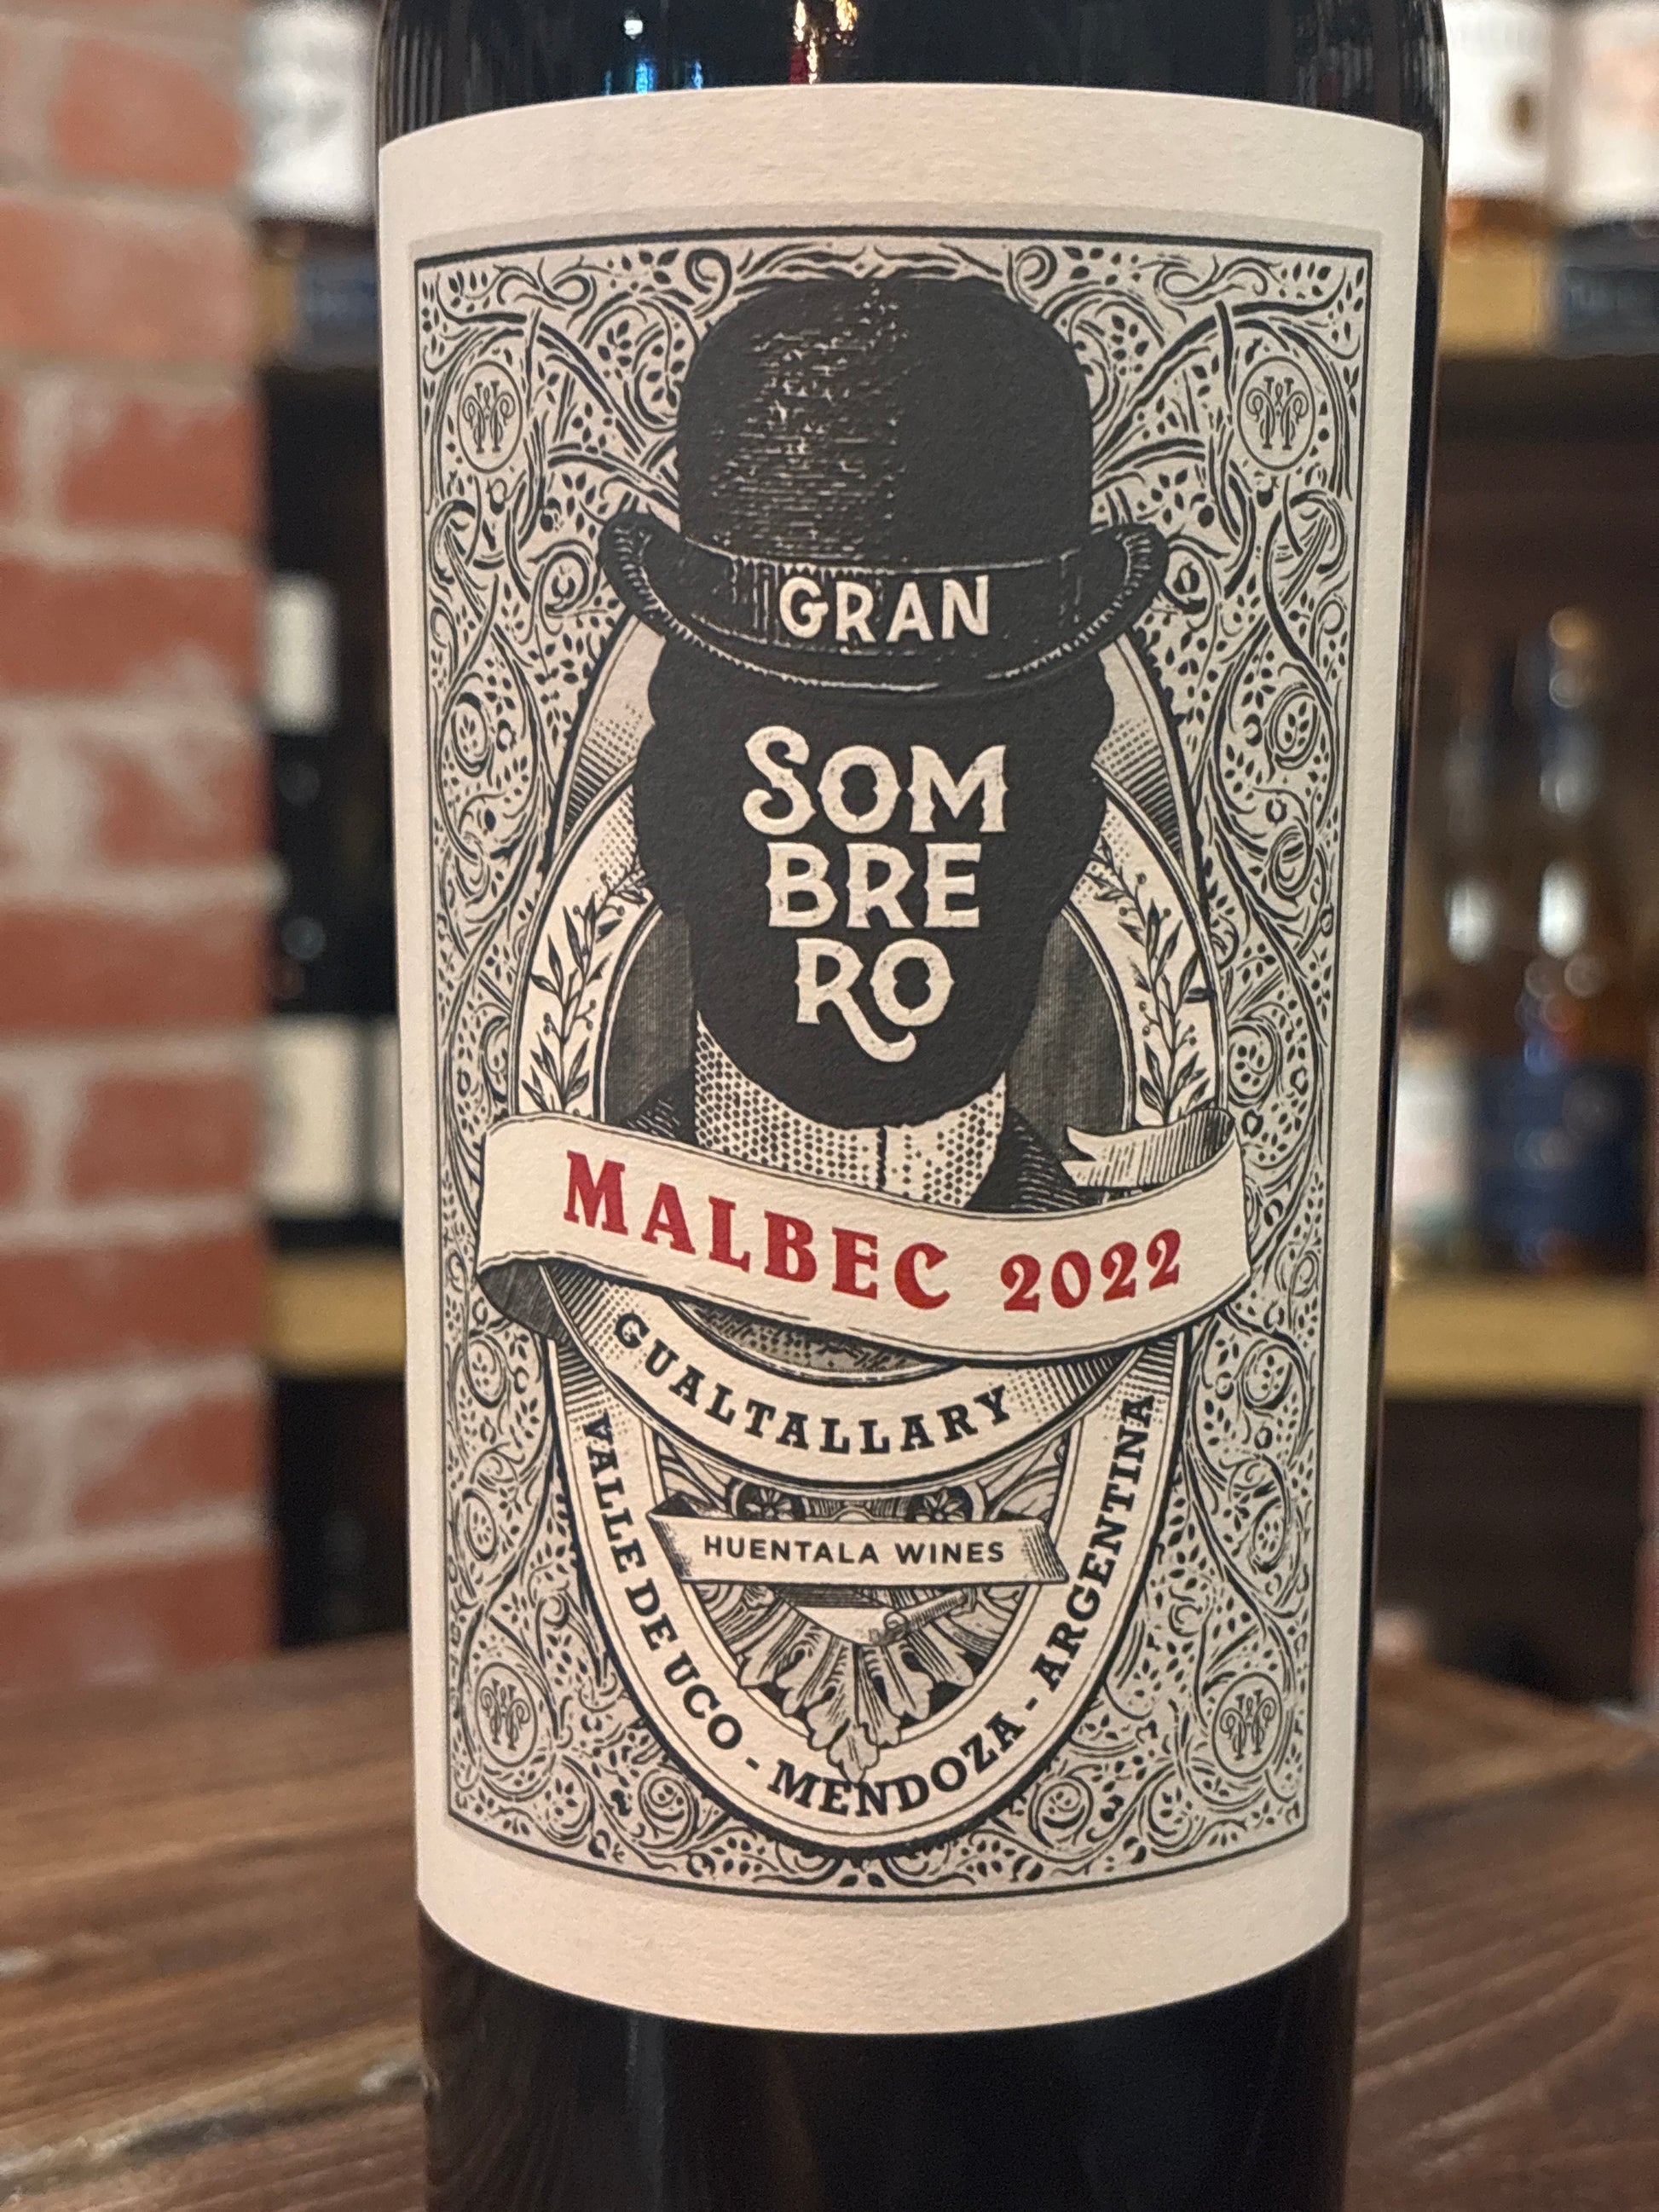 GRAN
SOM
BRE
RO
MALBEC 2022
GUALTALLARY
HUENTALA WINES
VALLE DE UCO - MENDOZA - ARGENTINA